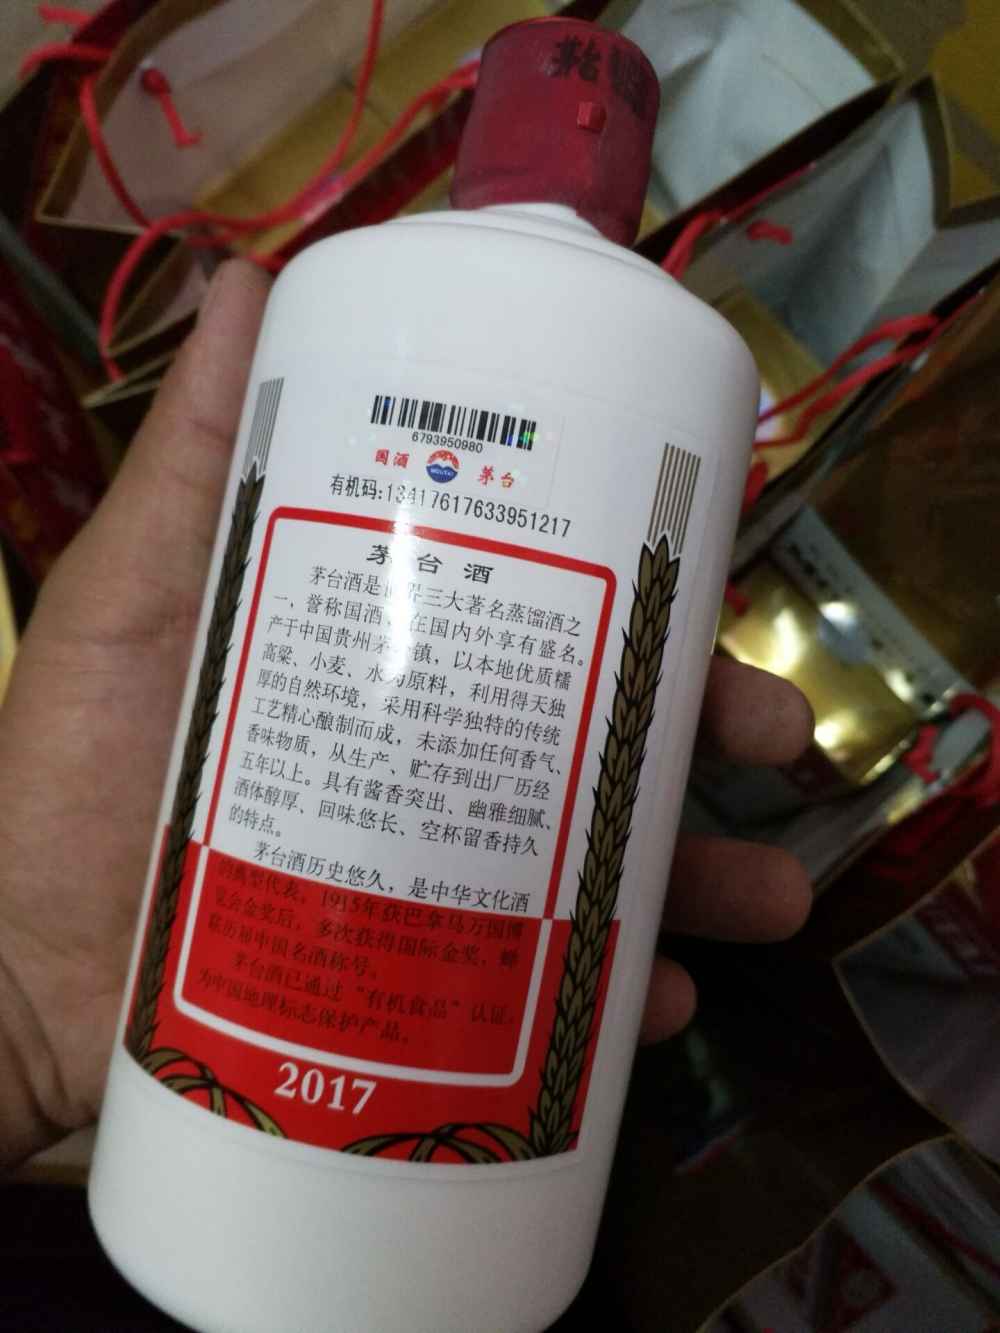 6793950980
国酒 MOUTAI 茅台
有机码:13417617633951217
茅台酒
茅台酒是世界三大著名蒸馏酒之
一、誉称国酒,在国内外享有盛名。
产于中国贵州茅台镇,以本地优质糯
高粱、小麦、水为原料,利用得天独
厚的自然环境,采用科学独特的传统
工艺精心酿制而成,未添加任何香气、
香味物质,从生产、贮存到出厂历经
五年以上。具有酱香突出、幽雅细腻、
酒体醇厚、回味悠长、空杯留香持久
的特点。
茅台酒历史悠久,是中华文化酒
的典型代表。1915年获巴拿马万国博
览会金奖后,多次获得国际金奖,蝉
联历届中国名酒称号。
茅台酒已通过“有机食品”认证,
为中国地理标志保护产品。
2017